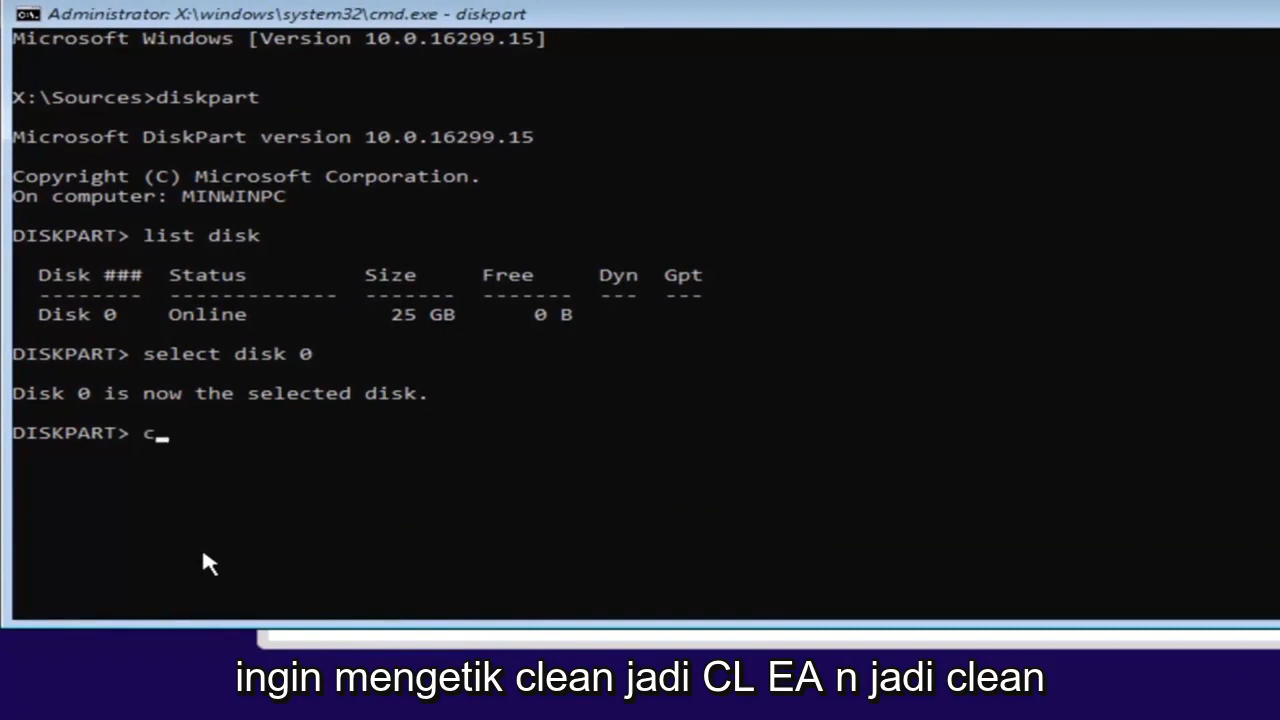 Administrator: X:\windows\system32\cmd.exe - diskpart
Microsoft Windows [Version 10.0.16299.15]
X:\Sources>diskpart
Microsoft DiskPart version 10.0.16299.15
Copyright (C) Microsoft Corporation.
On computer: MININPC
DISKPART> list disk
Disk ### Status Size Free Dyn Gpt
-------- ------------- ------- ------- --- ---
Disk 0 Online 25 GB 0 B
DISKPART> select disk 0
Disk 0 is now the selected disk.
DISKPART> c_
ingin mengetik clean jadi CL EA n jadi clean